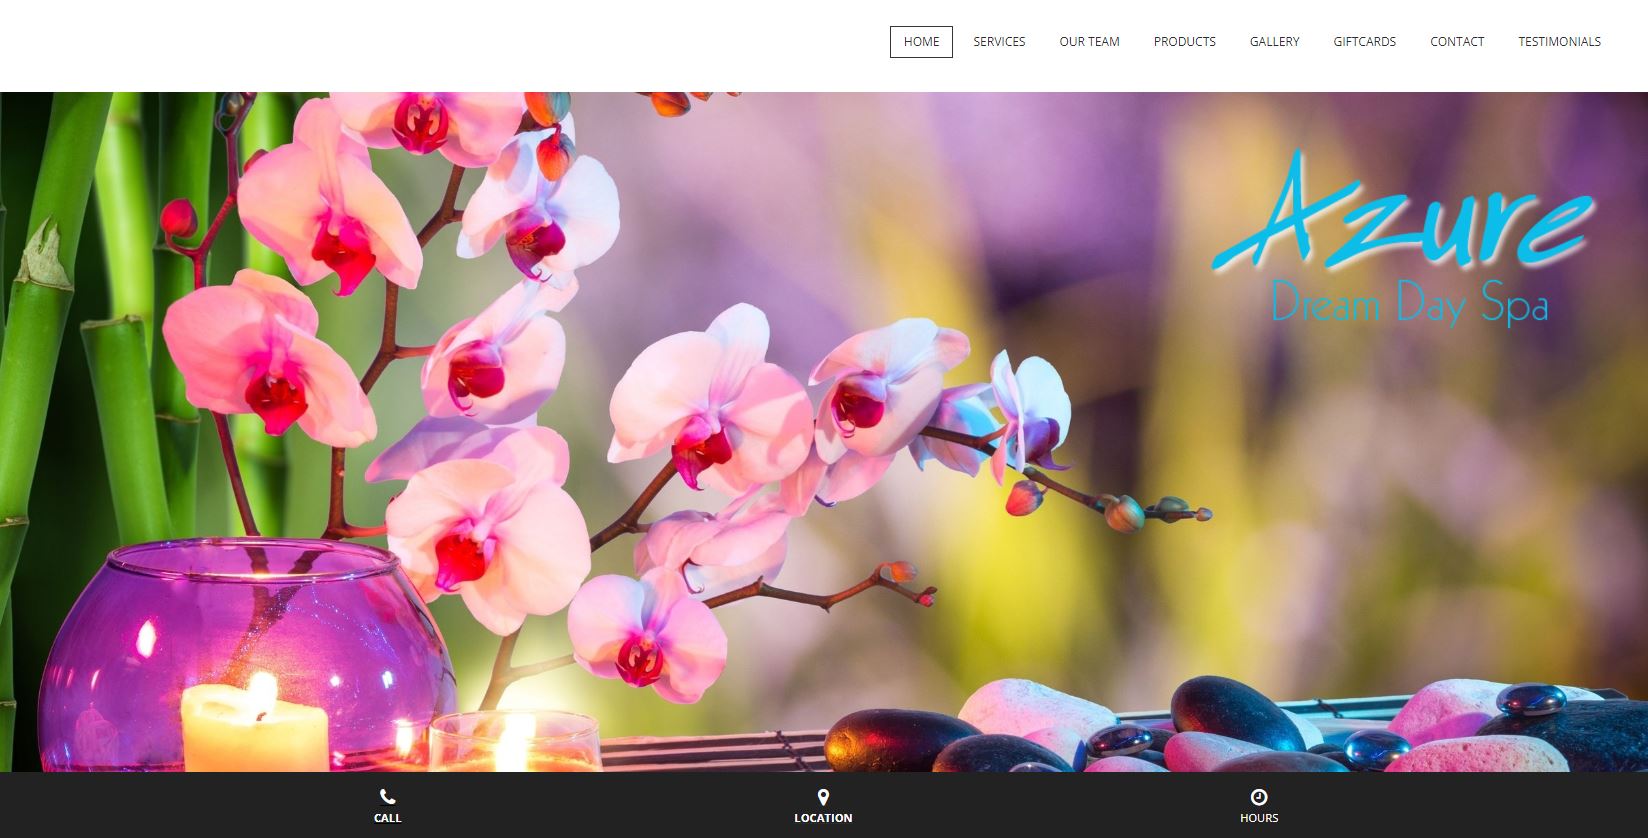 HOME SERVICES OUR TEAM PRODUCTS GALLERY GIFTCARDS CONTACT TESTIMONIALS
Azure
Dream Day Spa
CALL LOCATION HOURS